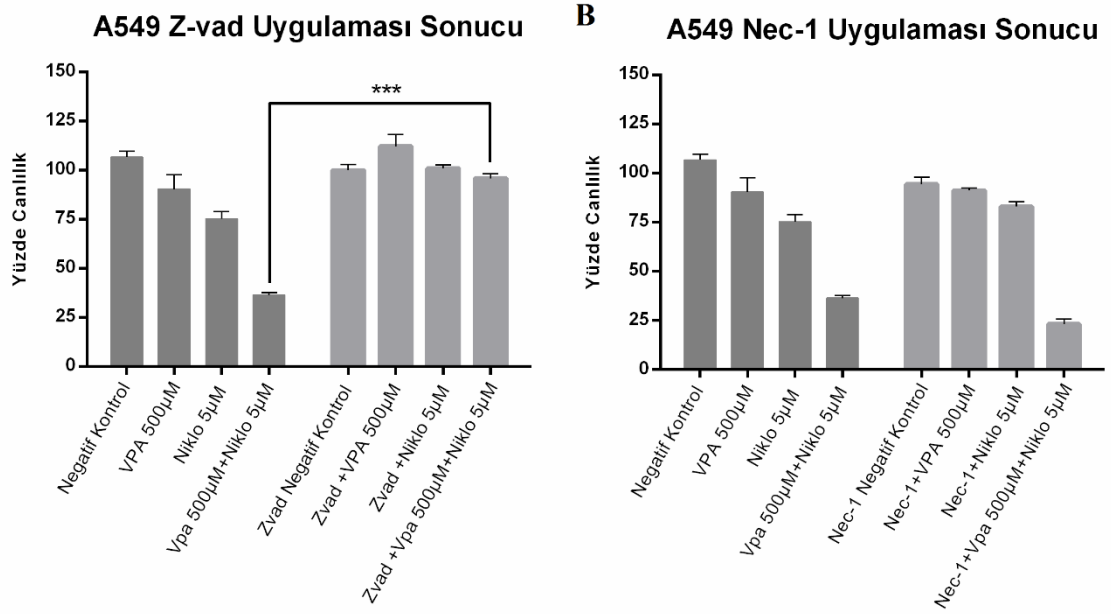 A549 Z-vad Uygulaması Sonucu
Yüzde Canlılık
150
125
100
75
50
25
0
***
Negatif Kontrol
VPA 500µM
Niklo 5µM
Vpa 500µM+Niklo 5µM
Zvad Negatif Kontrol
Zvad +VPA 500µM
Zvad +Niklo 5µM
Zvad +Vpa 500µM+Niklo 5µM
B
A549 Nec-1 Uygulaması Sonucu
Yüzde Canlılık
150
125
100
75
50
25
0
Negatif Kontrol
VPA 500µM
Niklo 5µM
Vpa 500µM+Niklo 5µM
Nec-1 Negatif Kontrol
Nec-1+VPA 500µM
Nec-1+Niklo 5µM
Nec-1+Vpa 500µM+Niklo 5µM